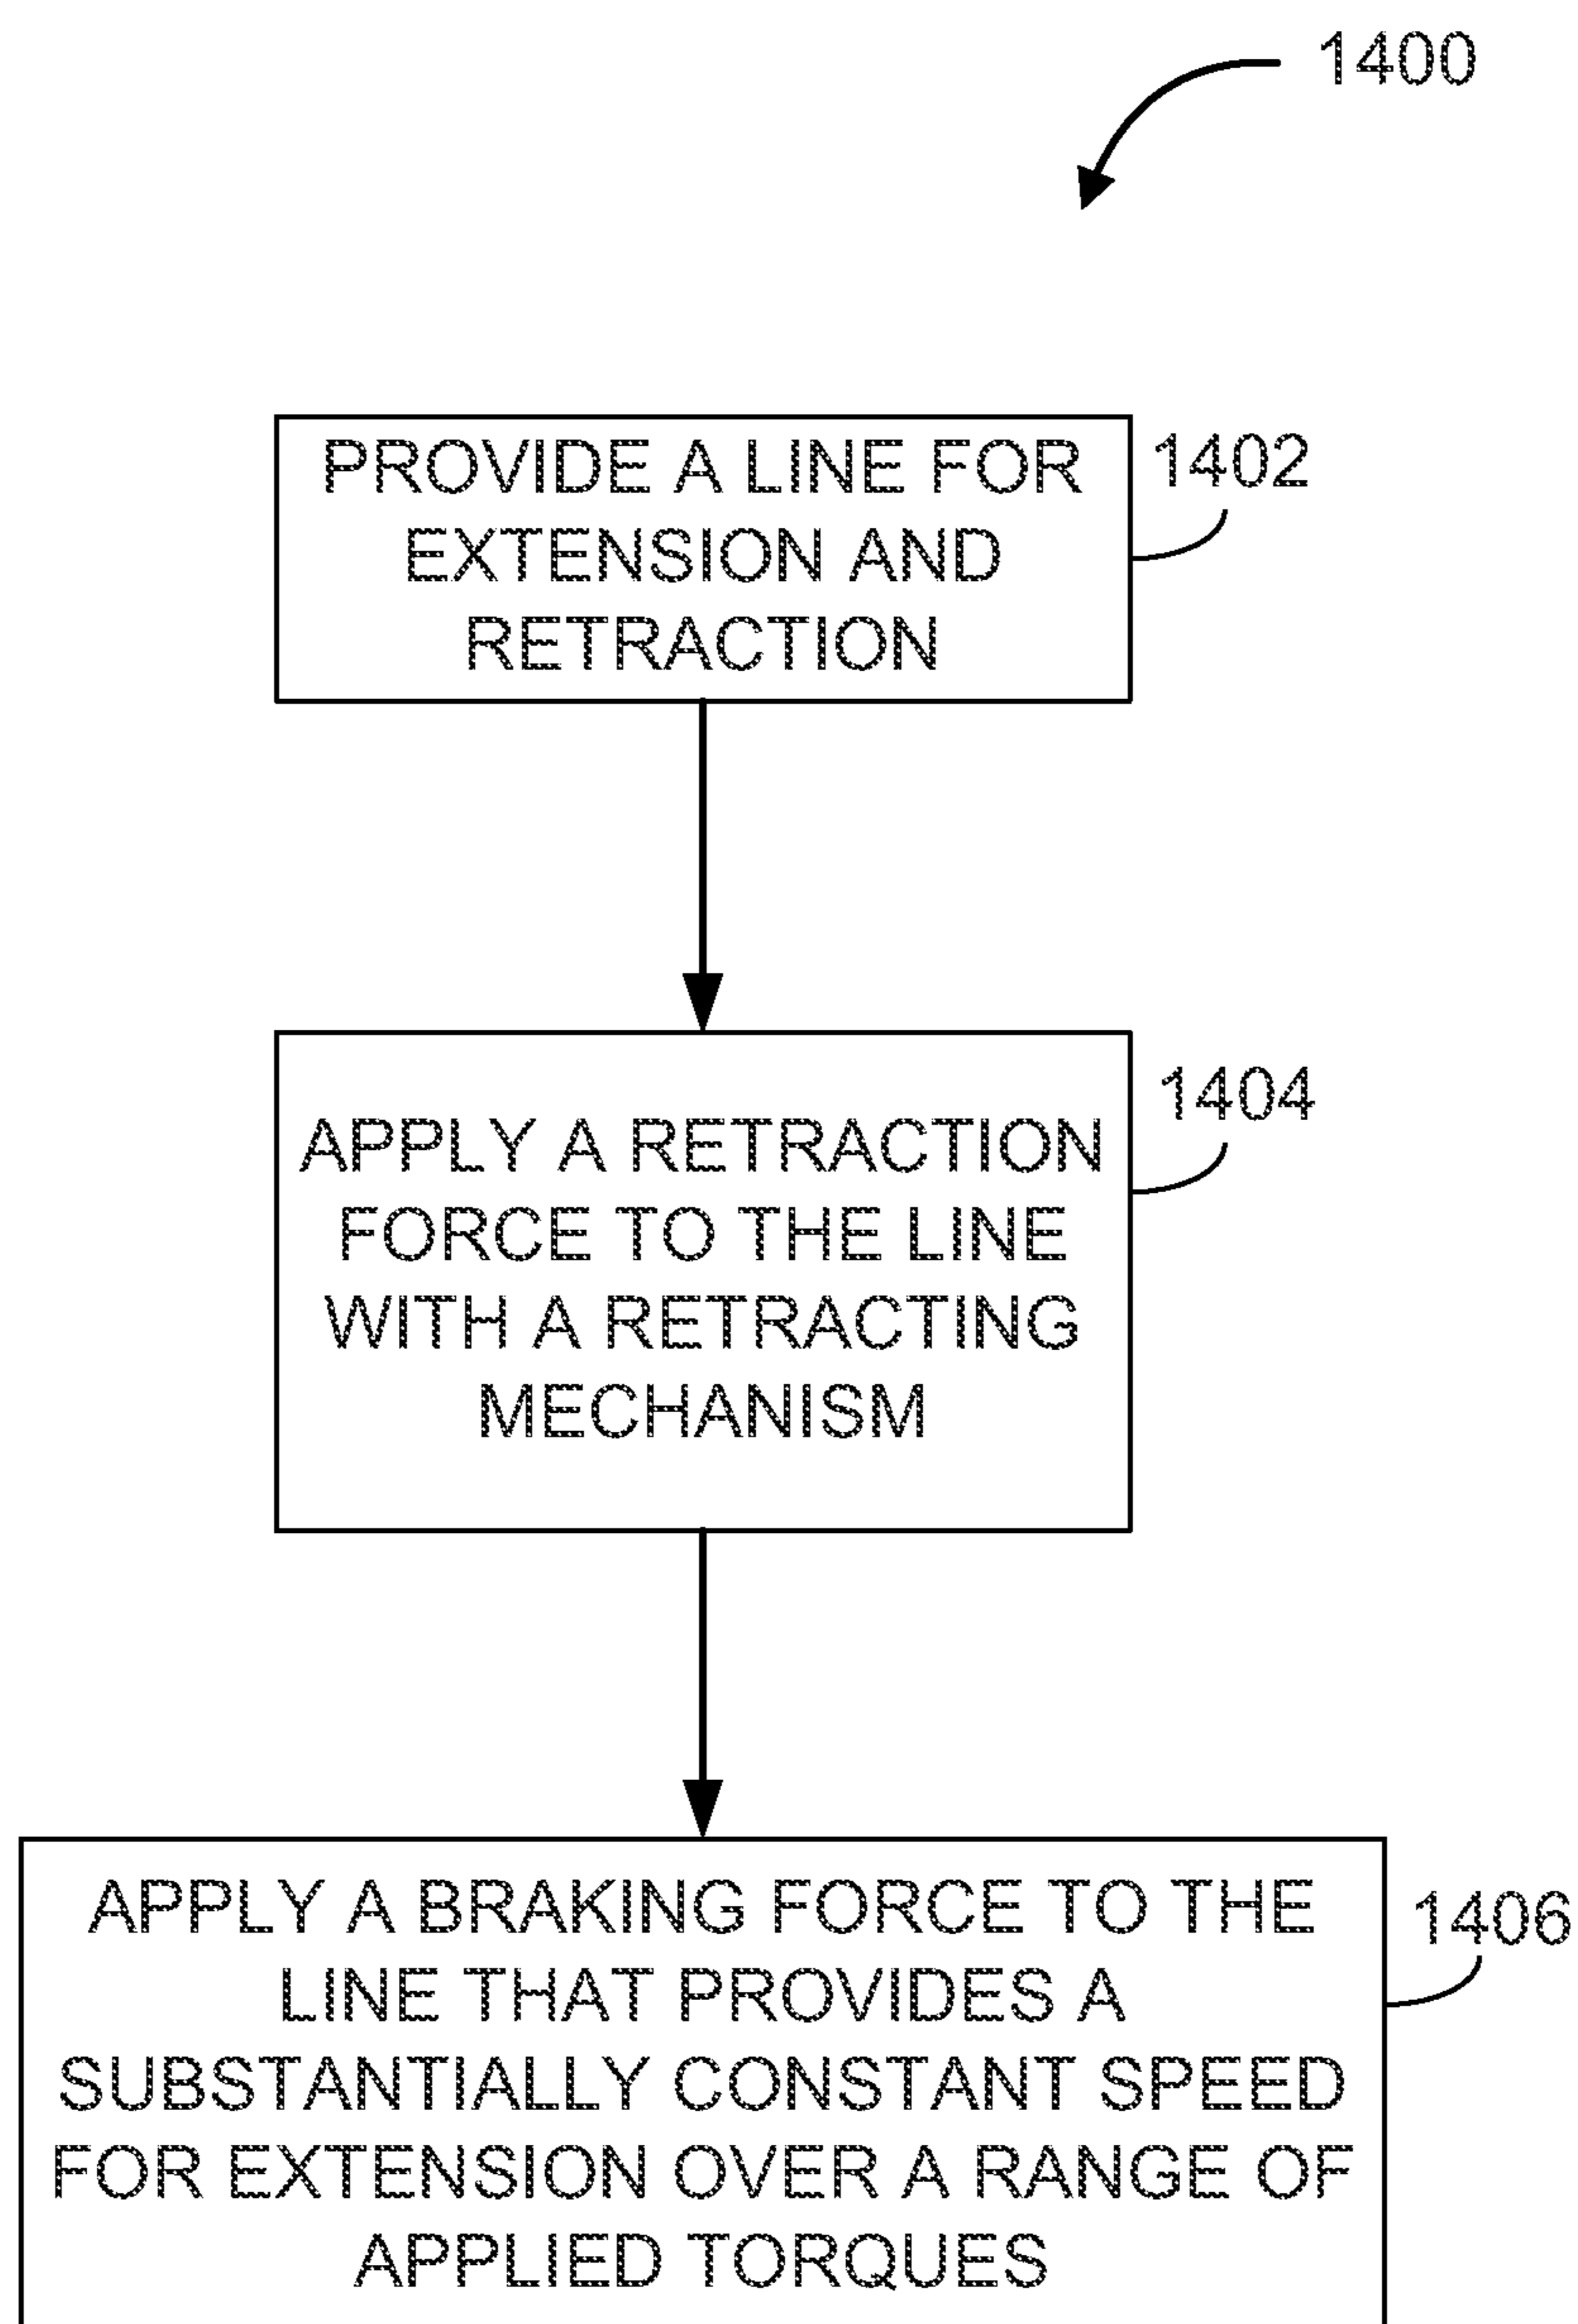 1400
PROVIDE A LINE FOR
EXTENSION AND
RETRACTION
1402
APPLY A RETRACTION
FORCE TO THE LINE
WITH A RETRACTING
MECHANISM
1404
APPLY A BRAKING FORCE TO THE
LINE THAT PROVIDES A
SUBSTANTIALLY CONSTANT SPEED
FOR EXTENSION OVER A RANGE OF
APPLIED TORQUES
1406